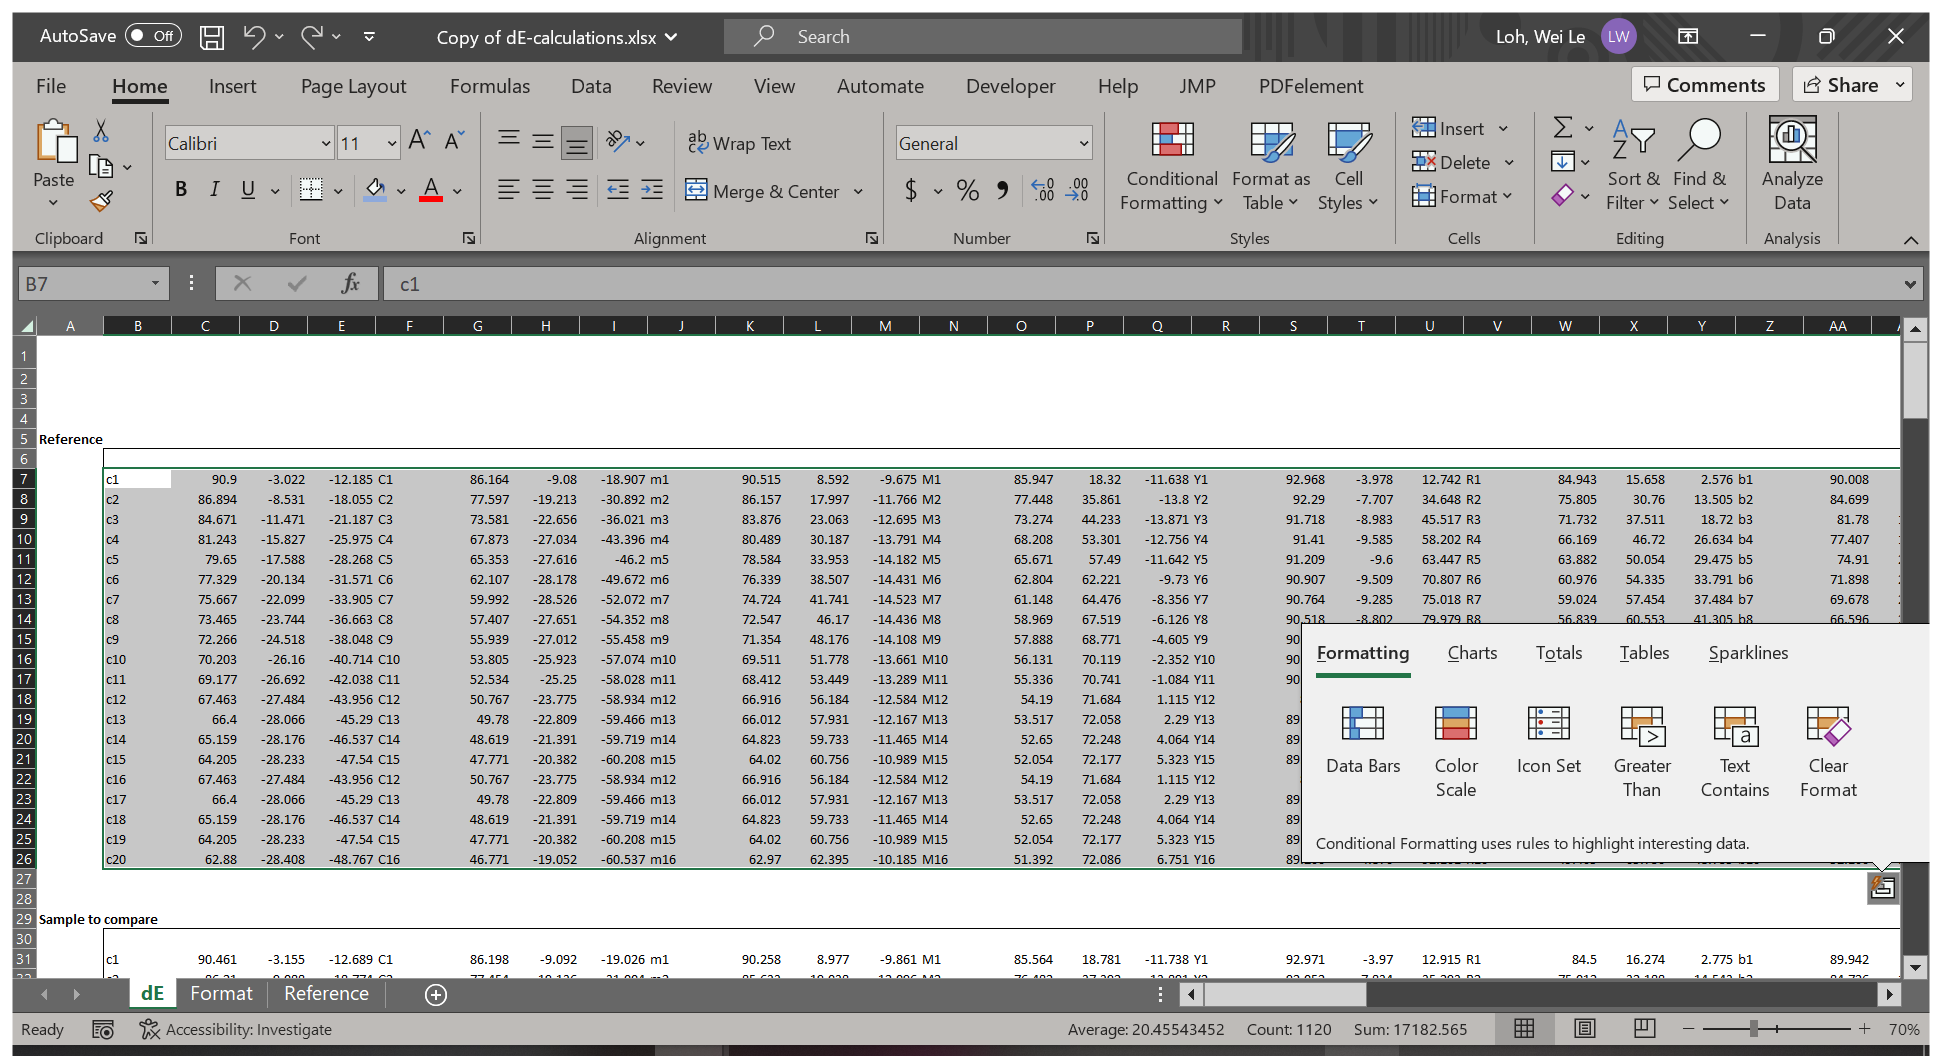 AutoSave Off Copy of dE-calculations.xlsx Search Loh, Wei Le LW
File Home Insert Page Layout Formulas Data Review View Automate Developer Help JMP PDFelement Comments Share
Paste Calibri 11 Wrap Text General Conditional Formatting Format as Table Cell Styles Insert Sort & Filter Find & Select Analyze Data
B I U A Merge & Center $ % Delete
Format
Clipboard Font Alignment Number Styles Cells Editing Analysis
B7 fx c1
A B C D E F G H I J K L M N O P Q R S T U V W X Y Z AA
1
2
3
4
5 Reference
6
7 c1 90.9 -3.022 -12.185 C1 86.164 -9.08 -18.907 m1 90.515 8.592 -9.675 M1 85.947 18.32 -11.638 Y1 92.968 -3.978 12.742 R1 84.943 15.658 2.576 b1 90.008
8 c2 86.894 -8.531 -18.055 C2 77.597 -19.213 -30.892 m2 86.157 17.997 -11.766 M2 77.448 35.861 -13.8 Y2 92.29 -7.707 34.648 R2 75.805 30.76 13.505 b2 84.699
9 c3 84.671 -11.471 -21.187 C3 73.581 -22.656 -36.021 m3 83.876 23.063 -12.695 M3 73.274 44.233 -13.871 Y3 91.718 -8.983 45.517 R3 71.732 37.511 18.72 b3 81.78
10 c4 81.243 -15.827 -25.975 C4 67.873 -27.034 -43.396 m4 80.489 30.187 -13.791 M4 68.208 53.301 -12.756 Y4 91.41 -9.585 58.202 R4 66.169 46.72 26.634 b4 77.407
11 c5 79.65 -17.588 -28.268 C5 65.353 -27.616 -46.2 m5 78.584 33.953 -14.182 M5 65.671 57.49 -11.642 Y5 91.209 -9.6 63.447 R5 63.882 50.054 29.475 b5 74.91
12 c6 77.329 -20.134 -31.571 C6 62.107 -28.178 -49.672 m6 76.339 38.507 -14.431 M6 62.804 62.221 -9.73 Y6 90.907 -9.509 70.807 R6 60.976 54.335 33.791 b6 71.898
13 c7 75.667 -22.099 -33.905 C7 59.992 -28.526 -52.072 m7 74.724 41.741 -14.523 M7 61.148 64.476 -8.356 Y7 90.764 -9.285 75.018 R7 59.024 57.454 37.484 b7 69.678
14 c8 73.465 -23.744 -36.663 C8 57.407 -27.651 -54.352 m8 72.547 46.17 -14.436 M8 58.969 67.519 -6.126 Y8 90.518 -8.802 79.979 R8 56.839 60.553 41.305 b8 66.596
15 c9 72.266 -24.518 -38.048 C9 55.939 -27.012 -55.458 m9 71.354 48.176 -14.108 M9 57.888 68.771 -4.605 Y9 90
16 c10 70.203 -26.16 -40.714 C10 53.805 -25.923 -57.074 m10 69.511 51.778 -13.661 M10 56.131 70.119 -2.352 Y10 90
17 c11 69.177 -26.692 -42.038 C11 52.534 -25.25 -58.028 m11 68.412 53.449 -13.289 M11 55.336 70.741 -1.084 Y11 90
18 c12 67.463 -27.484 -43.956 C12 50.767 -23.775 -58.934 m12 66.916 56.184 -12.584 M12 54.19 71.684 1.115 Y12
19 c13 66.4 -28.066 -45.29 C13 49.78 -22.809 -59.466 m13 66.012 57.931 -12.167 M13 53.517 72.058 2.29 Y13 89
20 c14 65.159 -28.176 -46.537 C14 48.619 -21.391 -59.719 m14 64.823 59.733 -11.465 M14 52.65 72.248 4.064 Y14 89
21 c15 64.205 -28.233 -47.54 C15 47.771 -20.382 -60.208 m15 64.02 60.756 -10.989 M15 52.054 72.177 5.323 Y15 89
22 c16 67.463 -27.484 -43.956 C12 50.767 -23.775 -58.934 m12 66.916 56.184 -12.584 M12 54.19 71.684 1.115 Y12
23 c17 66.4 -28.066 -45.29 C13 49.78 -22.809 -59.466 m13 66.012 57.931 -12.167 M13 53.517 72.058 2.29 Y13 89
24 c18 65.159 -28.176 -46.537 C14 48.619 -21.391 -59.719 m14 64.823 59.733 -11.465 M14 52.65 72.248 4.064 Y14 89
25 c19 64.205 -28.233 -47.54 C15 47.771 -20.382 -60.208 m15 64.02 60.756 -10.989 M15 52.054 72.177 5.323 Y15 89
26 c20 62.88 -28.408 -48.767 C16 46.771 -19.052 -60.537 m16 62.97 62.395 -10.185 M16 51.392 72.086 6.751 Y16
Formatting Charts Totals Tables Sparklines
Data Bars Color Scale Icon Set Greater Than Text Contains Clear Format
Conditional Formatting uses rules to highlight interesting data.
27
28
29 Sample to compare
30
31 c1 90.461 -3.155 -12.689 C1 86.198 -9.092 -19.026 m1 90.258 8.977 -9.861 M1 85.564 18.781 -11.738 Y1 92.971 -3.97 12.915 R1 84.5 16.274 2.775 b1 89.942
dE Format Reference
Ready Accessibility: Investigate Average: 20.45543452 Count: 1120 Sum: 17182.565 70%